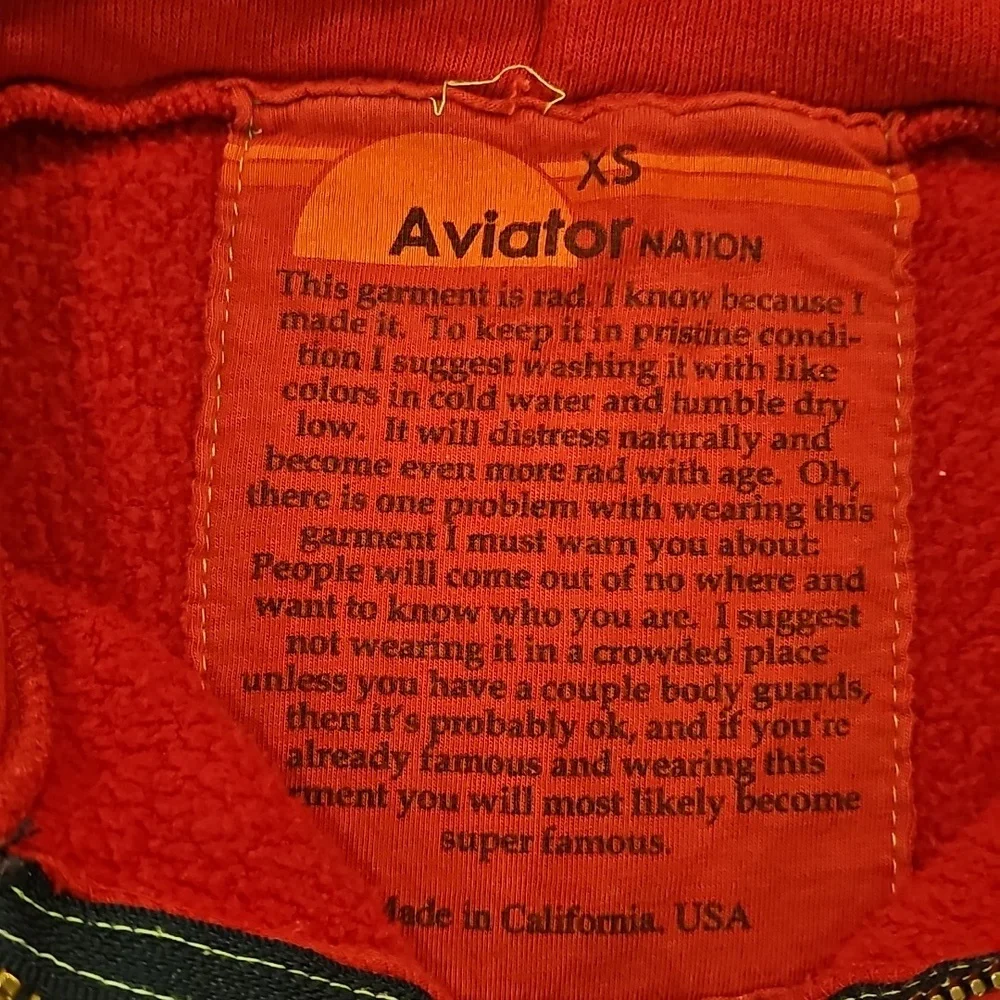 XS
Aviator NATION
This garment is rad. I know because I
made it. To keep it in pristine condi-
tion I suggest washing it with like
colors in cold water and tumble dry
low. It will distress naturally and
become even more rad with age. Oh,
there is one problem with wearing this
garment I must warn you about:
People will come out of no where and
want to know who you are. I suggest
not wearing it in a crowded place
unless you have a couple body guards,
then it's probably ok, and if you're
already famous and wearing this
rment you will most likely become
super famous.
ade in California. USA